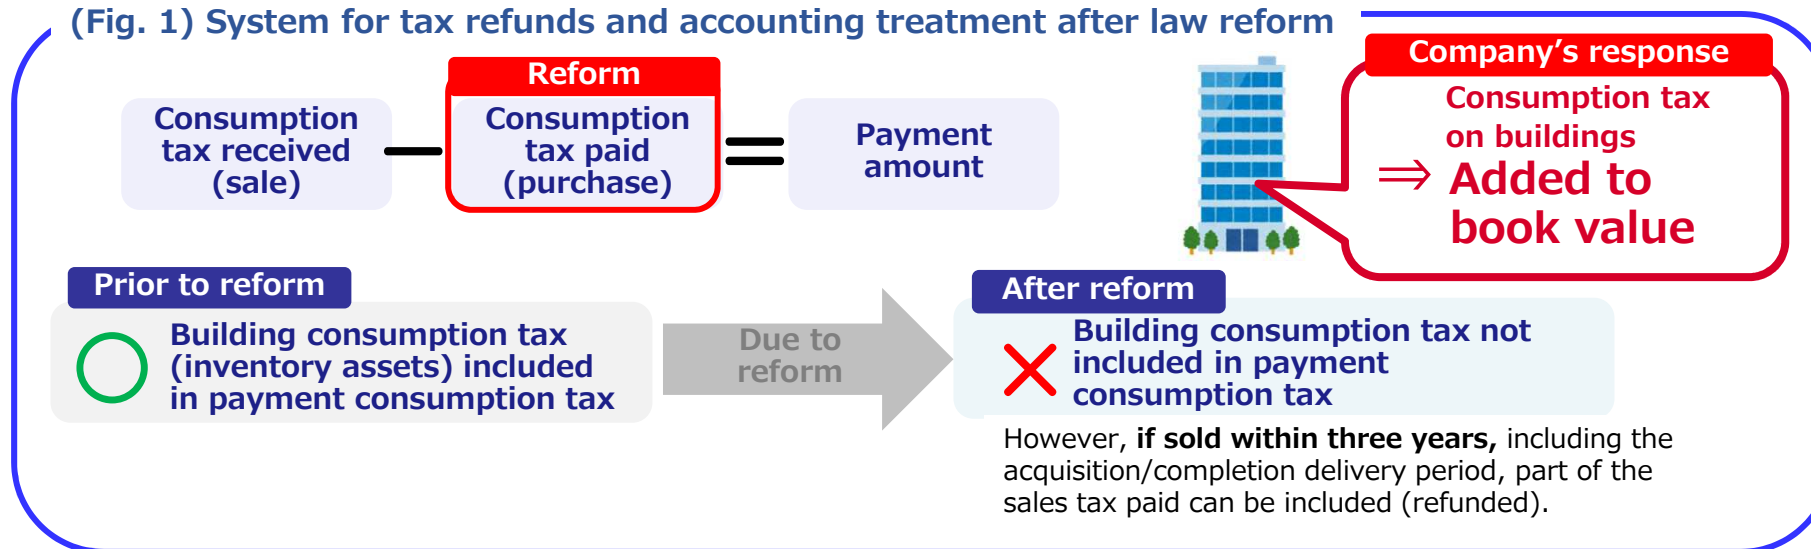 (Fig. 1) System for tax refunds and accounting treatment after law reform
Reform
Consumption
tax received
(sale)
Consumption
tax paid
(purchase)
Payment
amount
Company’s response
Consumption tax
on buildings
⇒ Added to
book value
Prior to reform
Building consumption tax
(inventory assets) included
in payment consumption tax
Due to
reform
After reform
Building consumption tax not
included in payment
consumption tax
However, if sold within three years, including the
acquisition/completion delivery period, part of the
sales tax paid can be included (refunded).